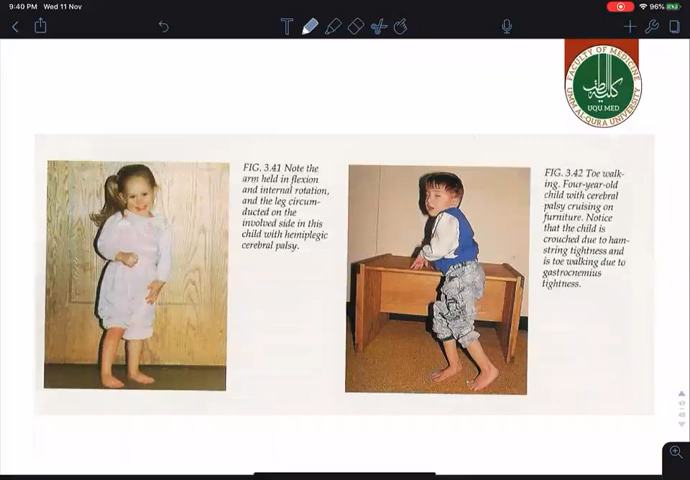 9:40 PM Wed 11 Nov
96%
FACULTY OF MEDICINE
كلية الطب
UQU MED
UMM AL-QURA UNIVERSITY
FIG. 3.41 Note the
arm held in flexion
and internal rotation,
and the leg circum-
ducted on the
involved side in this
child with hemiplegic
cerebral palsy.
FIG. 3.42 Toe walk-
ing. Four-year-old
child with cerebral
palsy cruising on
furniture. Notice
that the child is
crouched due to ham-
string tightness and
is toe walking due to
gastrocnemius
tightness.